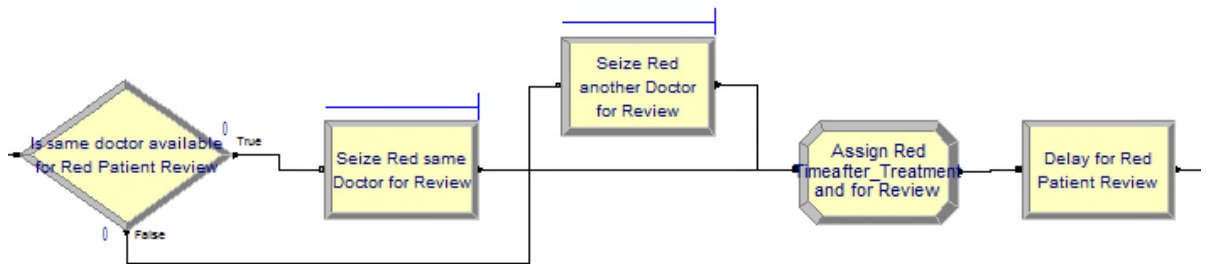 Is same doctor available
for Red Patient Review
0
True
0
False
Seize Red same
Doctor for Review
Seize Red
another Doctor
for Review
Assign Red
Timeafter_Treatment
and for Review
Delay for Red
Patient Review